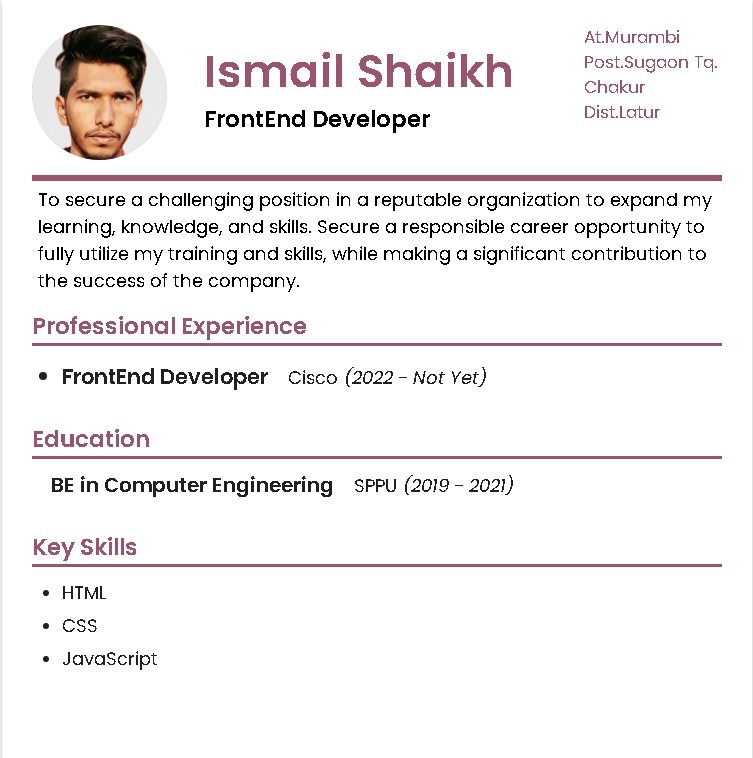 Ismail Shaikh
FrontEnd Developer
At.Murambi
Post.Sugaon Tq.
Chakur
Dist.Latur
To secure a challenging position in a reputable organization to expand my
learning, knowledge, and skills. Secure a responsible career opportunity to
fully utilize my training and skills, while making a significant contribution to
the success of the company.
Professional Experience
• FrontEnd Developer Cisco (2022 - Not Yet)
Education
BE in Computer Engineering SPPU (2019 - 2021)
Key Skills
• HTML
• CSS
• JavaScript